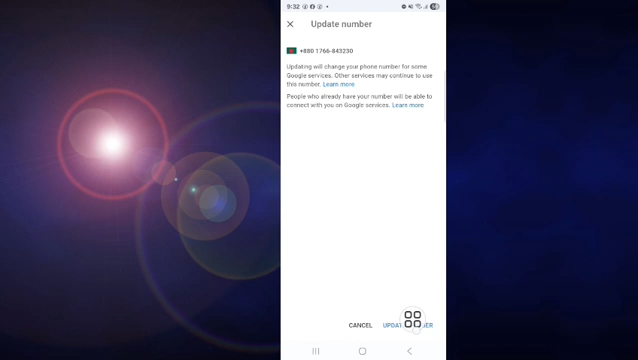 9:32
Update number
+880 1766-843230
Updating will change your phone number for some
Google services. Other services may continue to use
this number. Learn more
People who already have your number will be able to
connect with you on Google services. Learn more
CANCEL